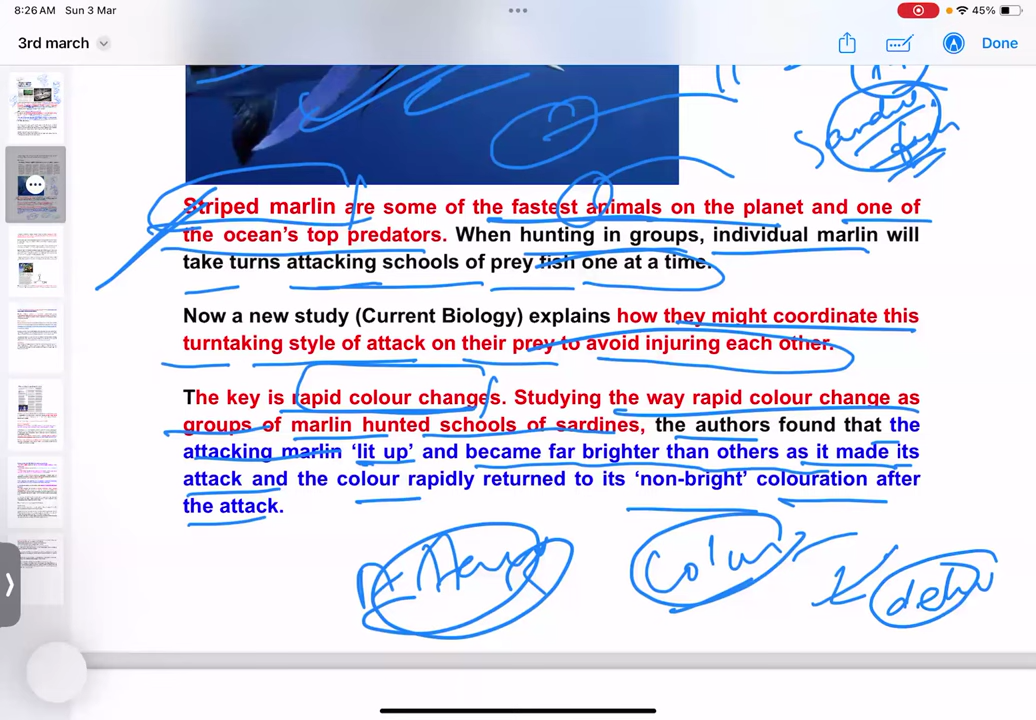 8:26 AM Sun 3 Mar
45%
3rd march
Done
Striped marlin are some of the fastest animals on the planet and one of
the ocean's top predators. When hunting in groups, individual marlin will
take turns attacking schools of prey fish one at a time.
Now a new study (Current Biology) explains how they might coordinate this
turntaking style of attack on their prey to avoid injuring each other.
The key is rapid colour changes. Studying the way rapid colour change as
groups of marlin hunted schools of sardines, the authors found that the
attacking marlin 'lit up' and became far brighter than others as it made its
attack and the colour rapidly returned to its 'non-bright' colouration after
the attack.